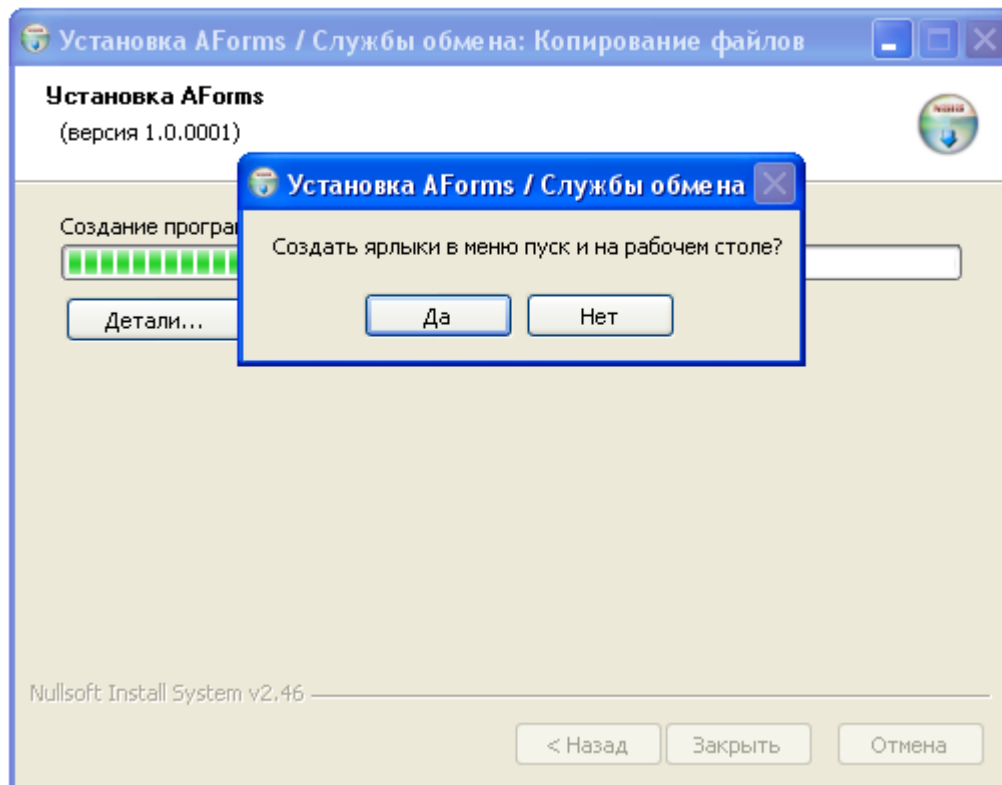 Установка AForms / Службы обмена: Копирование файлов
Установка AForms
(версия 1.0.0001)
Установка AForms / Службы обмена
Создание
Создать ярлыки в меню пуск и на рабочем столе?
Детали...
Да
Нет
Nullsoft Install System v2.46
< Назад
Закрыть
Отмена